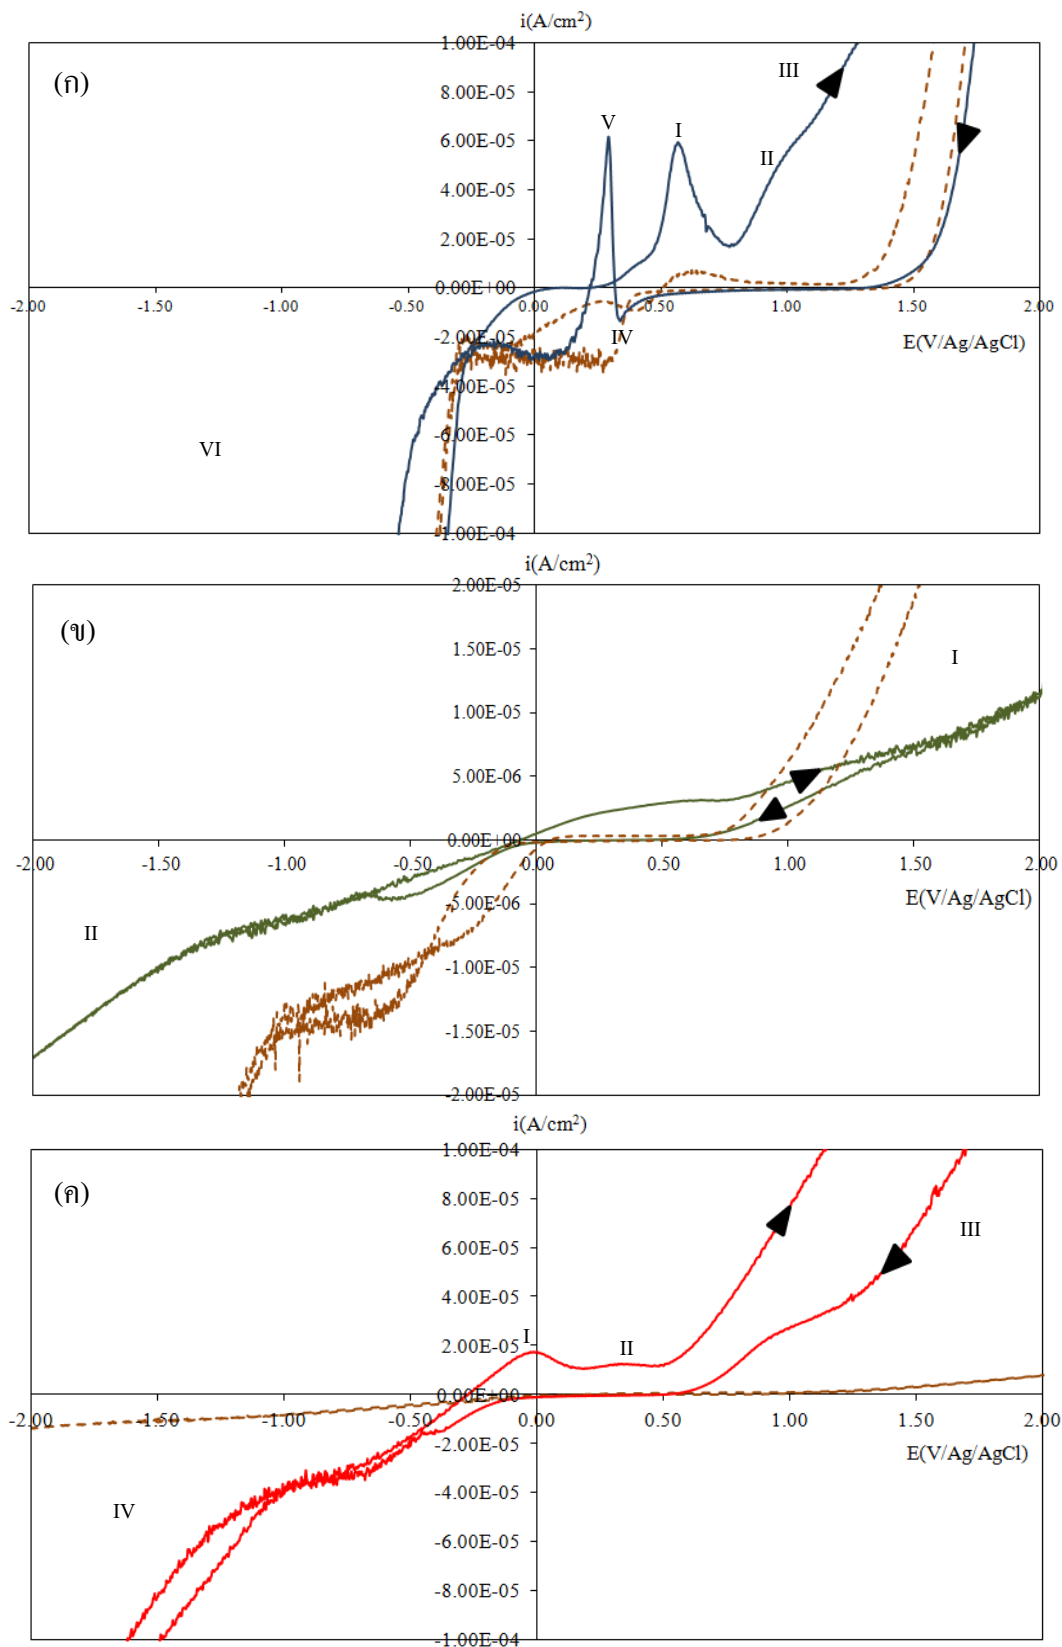 i(A/cm²)
1.00E-04
(ก)
III
8.00E-05
V
I
6.00E-05
II
4.00E-05
2.00E-05
0.00E+00
-2.00 -1.50 -1.00 -0.50 0.00 0.50 1.00 1.50 2.00
-2.00E-05
IV
E(V/Ag/AgCl)
-4.00E-05
VI
-6.00E-05
-8.00E-05
-1.00E-04
i(A/cm²)
2.00E-05
(ข)
1.50E-05
I
1.00E-05
5.00E-06
0.00E+00
-2.00 -1.50 -1.00 -0.50 0.00 0.50 1.00 1.50 2.00
-5.00E-06
E(V/Ag/AgCl)
II
-1.00E-05
-1.50E-05
-2.00E-05
i(A/cm²)
1.00E-04
(ค)
8.00E-05
III
6.00E-05
4.00E-05
I
II
2.00E-05
0.00E+00
-2.00 -1.50 -1.00 -0.50 0.00 0.50 1.00 1.50 2.00
-2.00E-05
E(V/Ag/AgCl)
-4.00E-05
IV
-6.00E-05
-8.00E-05
-1.00E-04